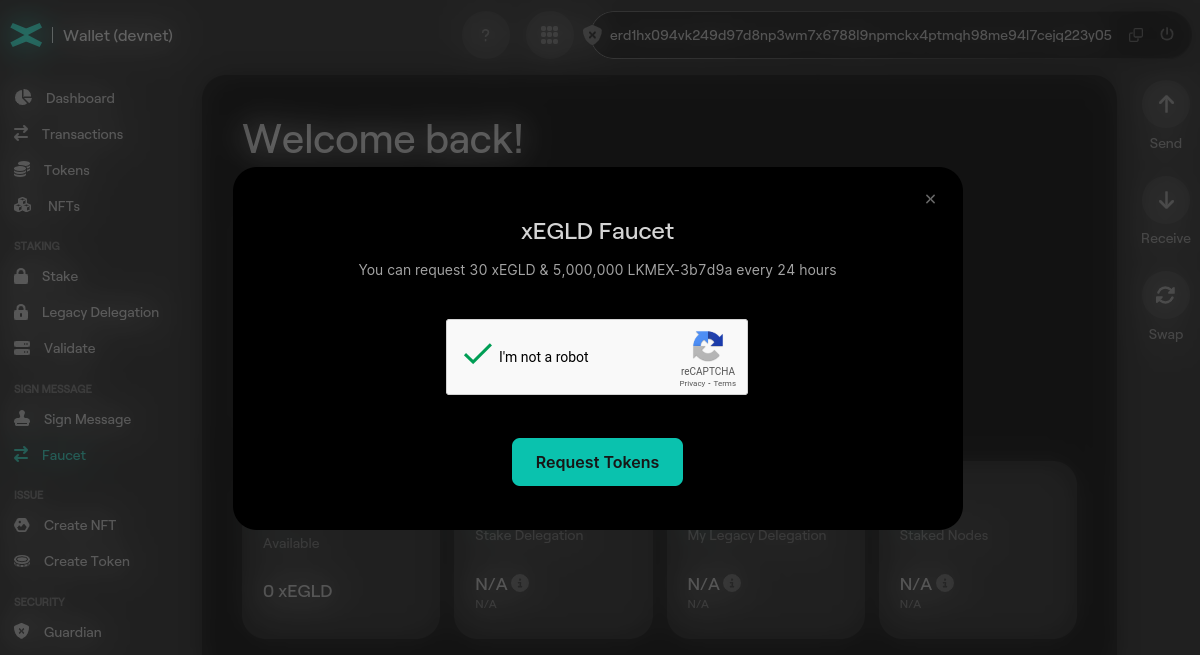 Wallet (devnet)
?
erd1hx094vk249d97d8np3wm7x6788l9npmckx4ptmqh98me94l7cejq223y05
Dashboard
Transactions
Tokens
NFTs
STAKING
Stake
Legacy Delegation
Validate
SIGN MESSAGE
Sign Message
Faucet
ISSUE
Create NFT
Create Token
SECURITY
Guardian
Welcome back!
xEGLD Faucet
You can request 30 xEGLD & 5,000,000 LKMEX-3b7d9a every 24 hours
I'm not a robot
reCAPTCHA
Privacy - Terms
Request Tokens
Available
0 xEGLD
Stake Delegation
N/A
N/A
My Legacy Delegation
N/A
N/A
Staked Nodes
N/A
N/A
Send
Receive
Swap